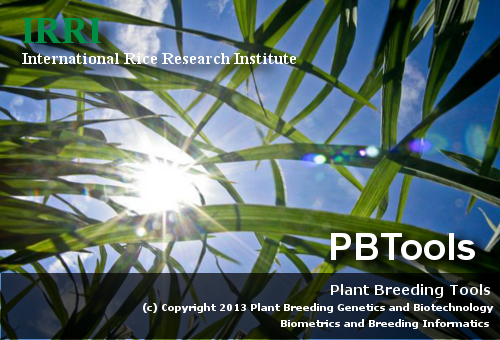 IRRI
International Rice Research Institute
PBTools
Plant Breeding Tools
(c) Copyright 2013 Plant Breeding Genetics and Biotechnology
Biometrics and Breeding Informatics